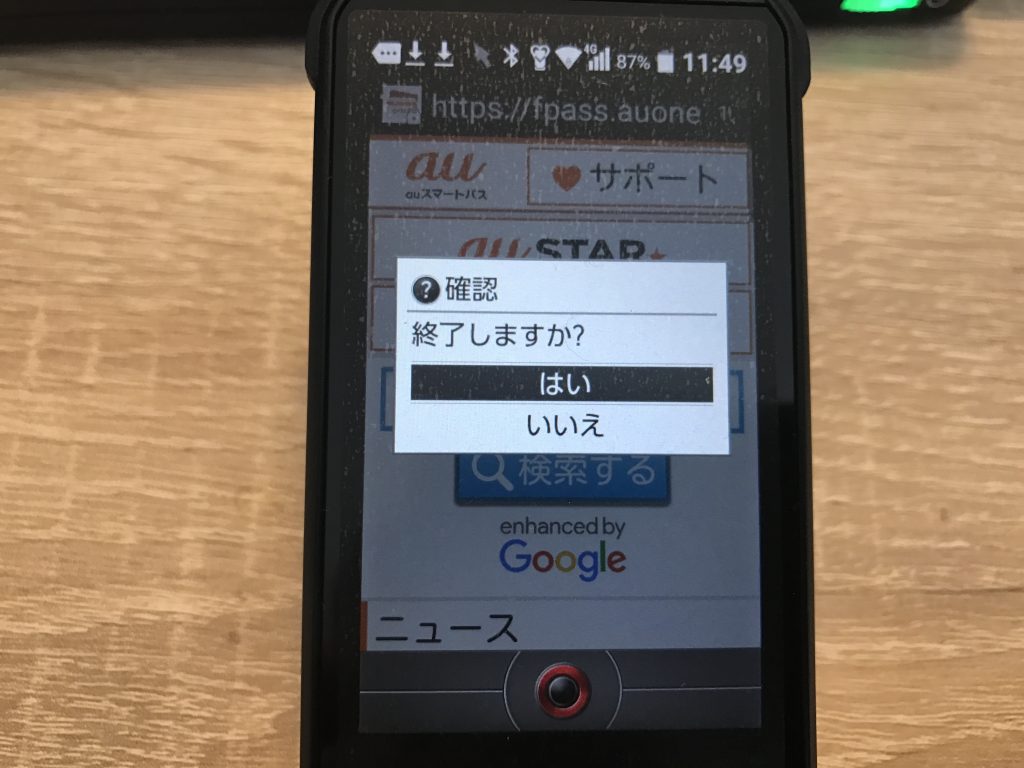 4G 87% 11:49
https://fpass.auone
au
auスマートパス
サポート
au STAR
確認
終了しますか?
はい
いいえ
検索する
enhanced by
Google
ニュース